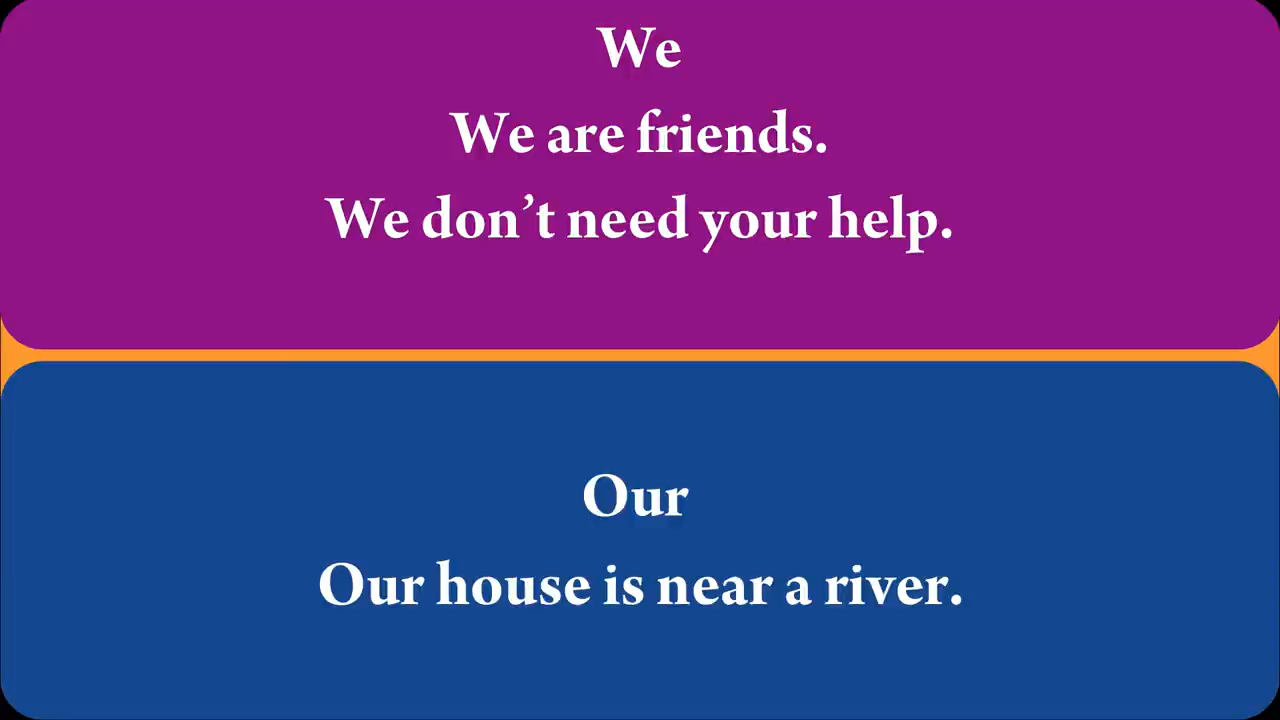 We
We are friends.
We don’t need your help.
Our
Our house is near a river.